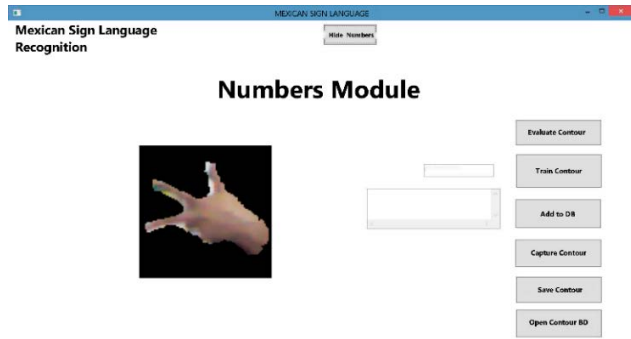 MEXICAN SIGN LANGUAGE
Mexican Sign Language
Recognition
Hide Numbers
Numbers Module
Evaluate Contour
Train Contour
Add to DB
Capture Contour
Save Contour
Open Contour BD